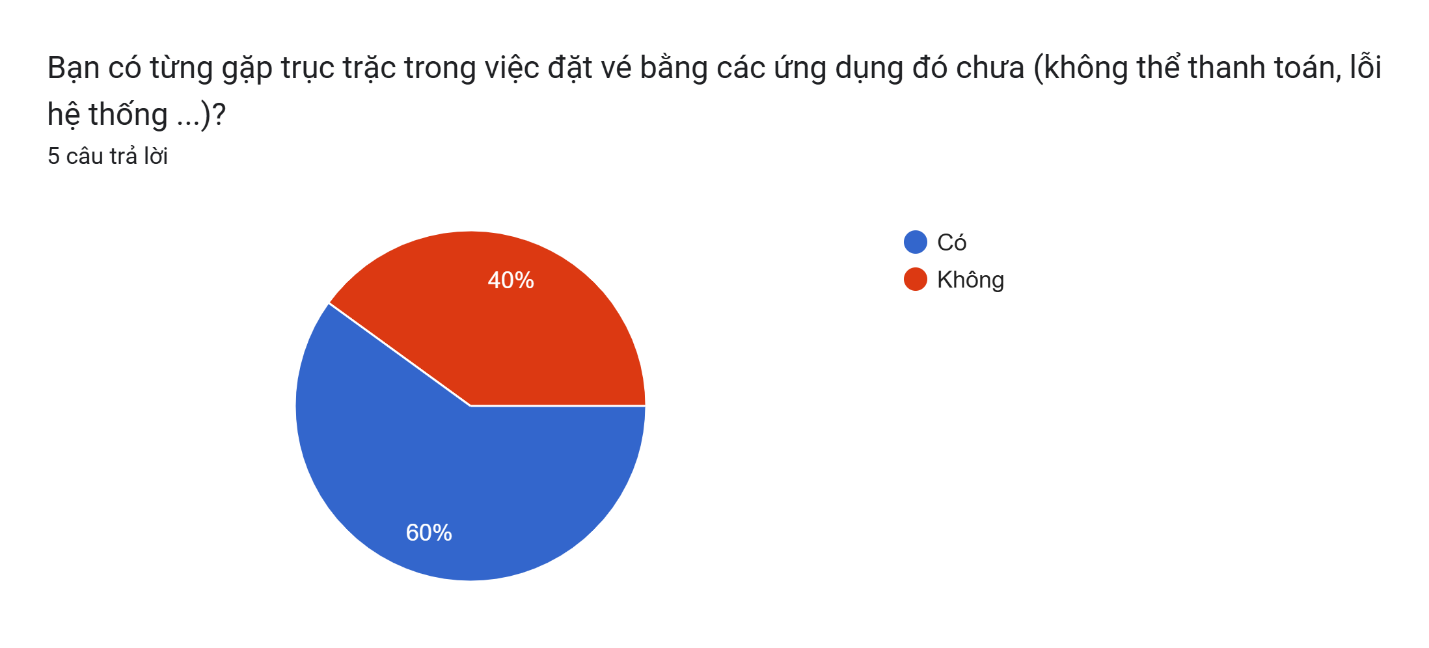 Bạn có từng gặp trục trặc trong việc đặt vé bằng các ứng dụng đó chưa (không thể thanh toán, lỗi
hệ thống ...)?
5 câu trả lời
Có
Không
40%
60%